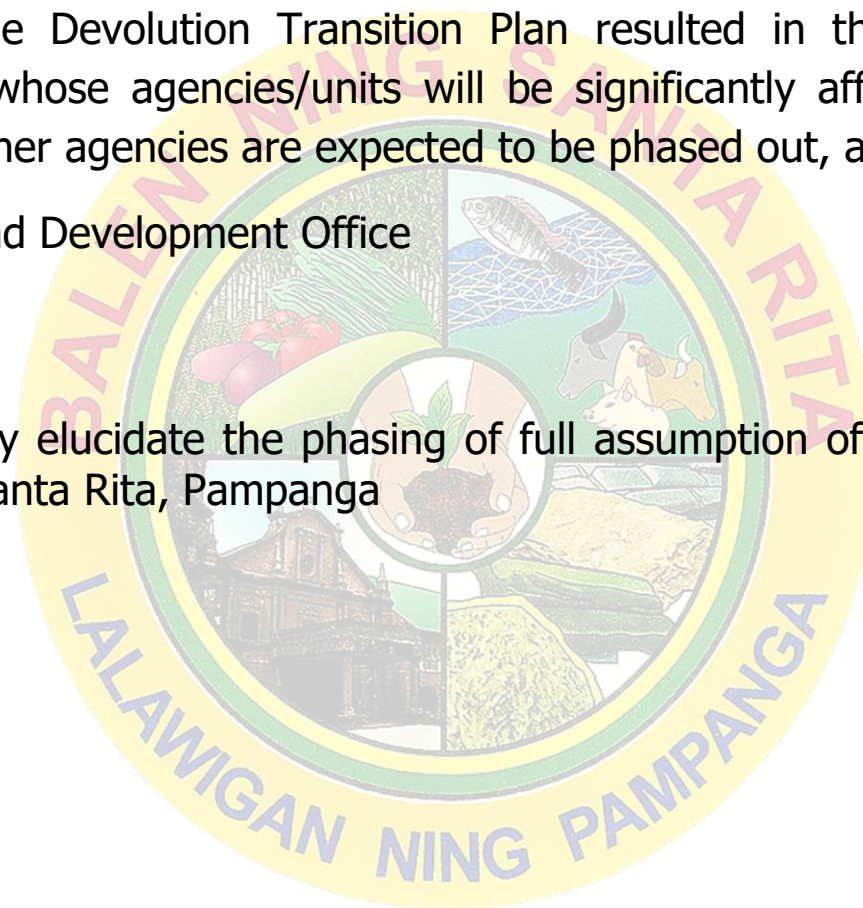 e Devolution Transition Plan resulted in th
whose agencies/units will be significantly aff
ner agencies are expected to be phased out, a
nd Development Office
y elucidate the phasing of full assumption of
anta Rita, Pampanga
BALEN NING SANTA RITA
LALAWIGAN NING PAMPANGA